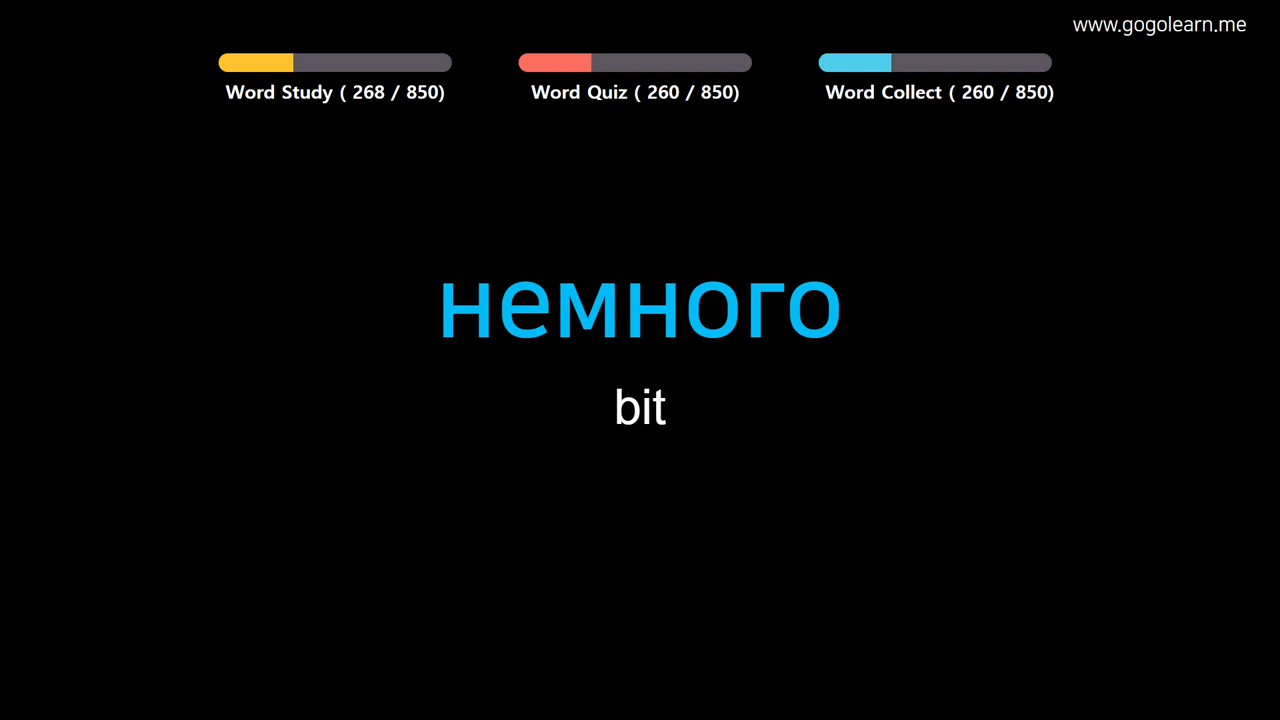 www.gogolearn.me
Word Study ( 268 / 850)
Word Quiz ( 260 / 850)
Word Collect ( 260 / 850)
немного
bit